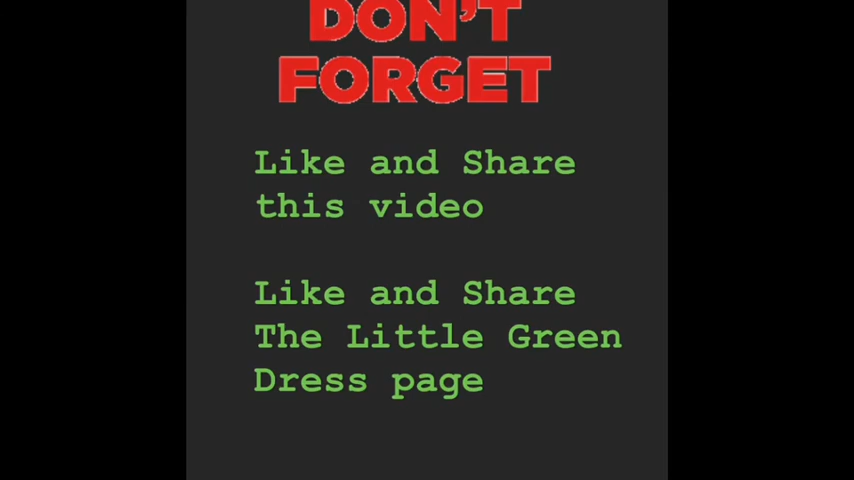 DON'T
FORGET
Like and Share
this video
Like and Share
The Little Green
Dress page